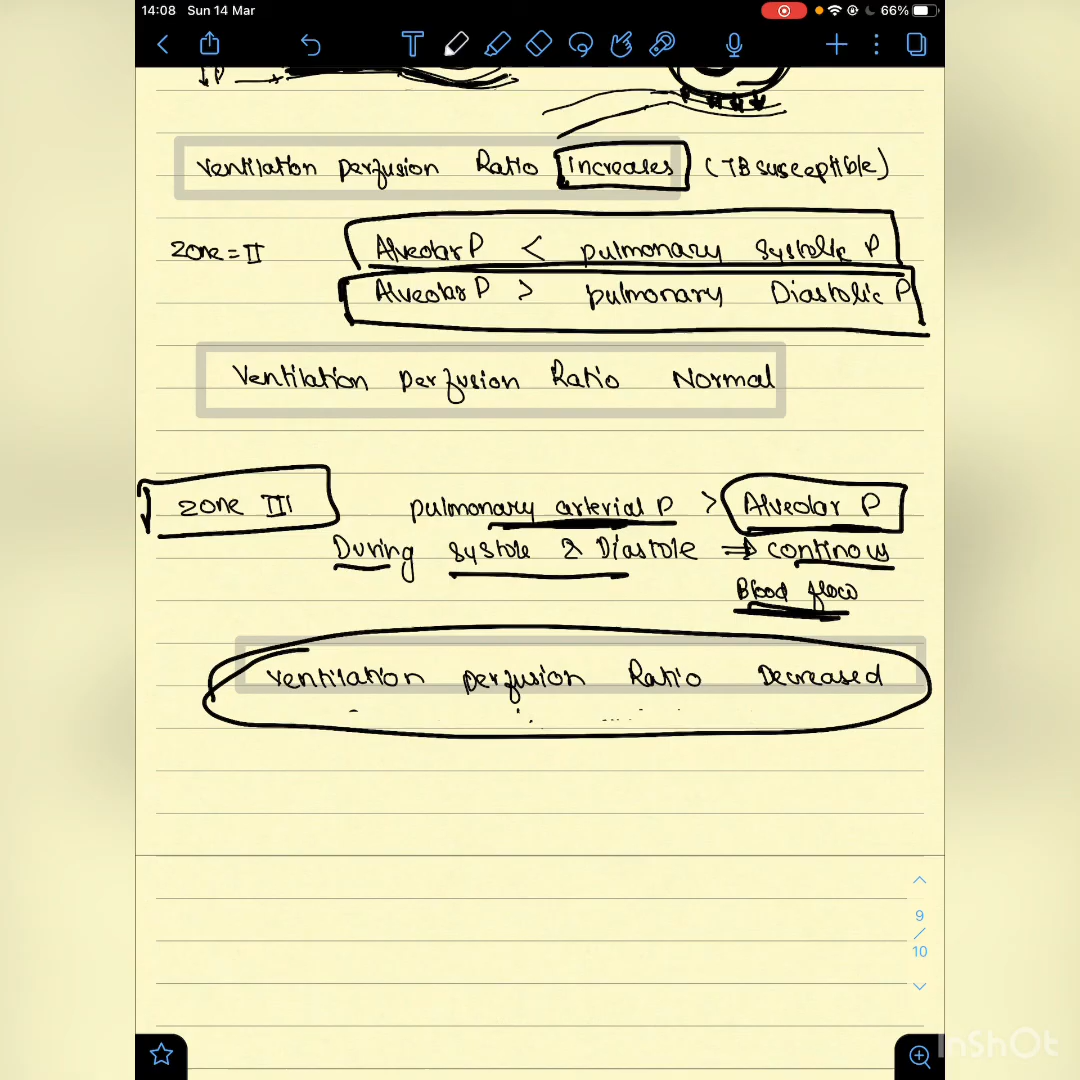 14:08 Sun 14 Mar 66%
T
↓P →
Ventilation perfusion Ratio Increases (TB susceptible)
Zone = II Alveolar P < pulmonary systolic P
Alveolar P > pulmonary Diastolic P
Ventilation perfusion Ratio Normal
Zone III pulmonary arterial P > Alveolar P
During systole & Diastole ⇒ continous
Blood flow
Ventilation perfusion Ratio Decreased
9
/
10
InShOt